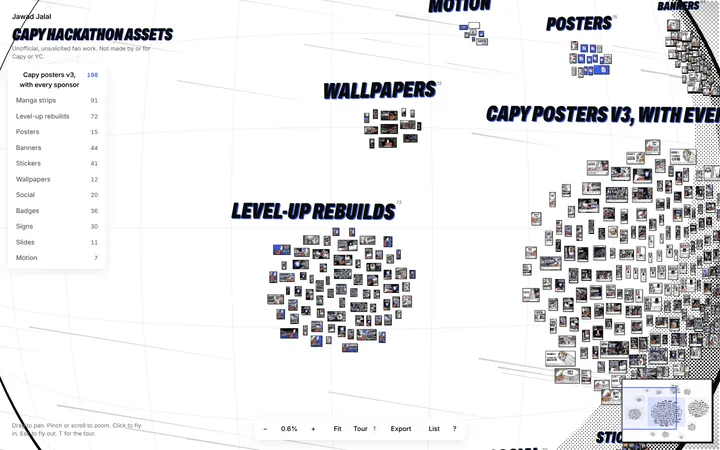 Jawad Jalal
CAPY HACKATHON ASSETS
Unofficial, unsolicited fan work. Not made by or for
Capy or YC.
Capy posters v3,
with every sponsor 198
Manga strips 91
Level-up rebuilds 72
Posters 15
Banners 44
Stickers 41
Wallpapers 12
Social 20
Badges 36
Signs 30
Slides 11
Motion 7
MOTION
BANNERS
POSTERS
WALLPAPERS
CAPY POSTERS V3, WITH EVER
LEVEL-UP REBUILDS
STIC
Drag to pan. Pinch or scroll to zoom. Click to fly
in, Esc to fly out. T for the tour.
− 0.6% + Fit Tour T Export List ?